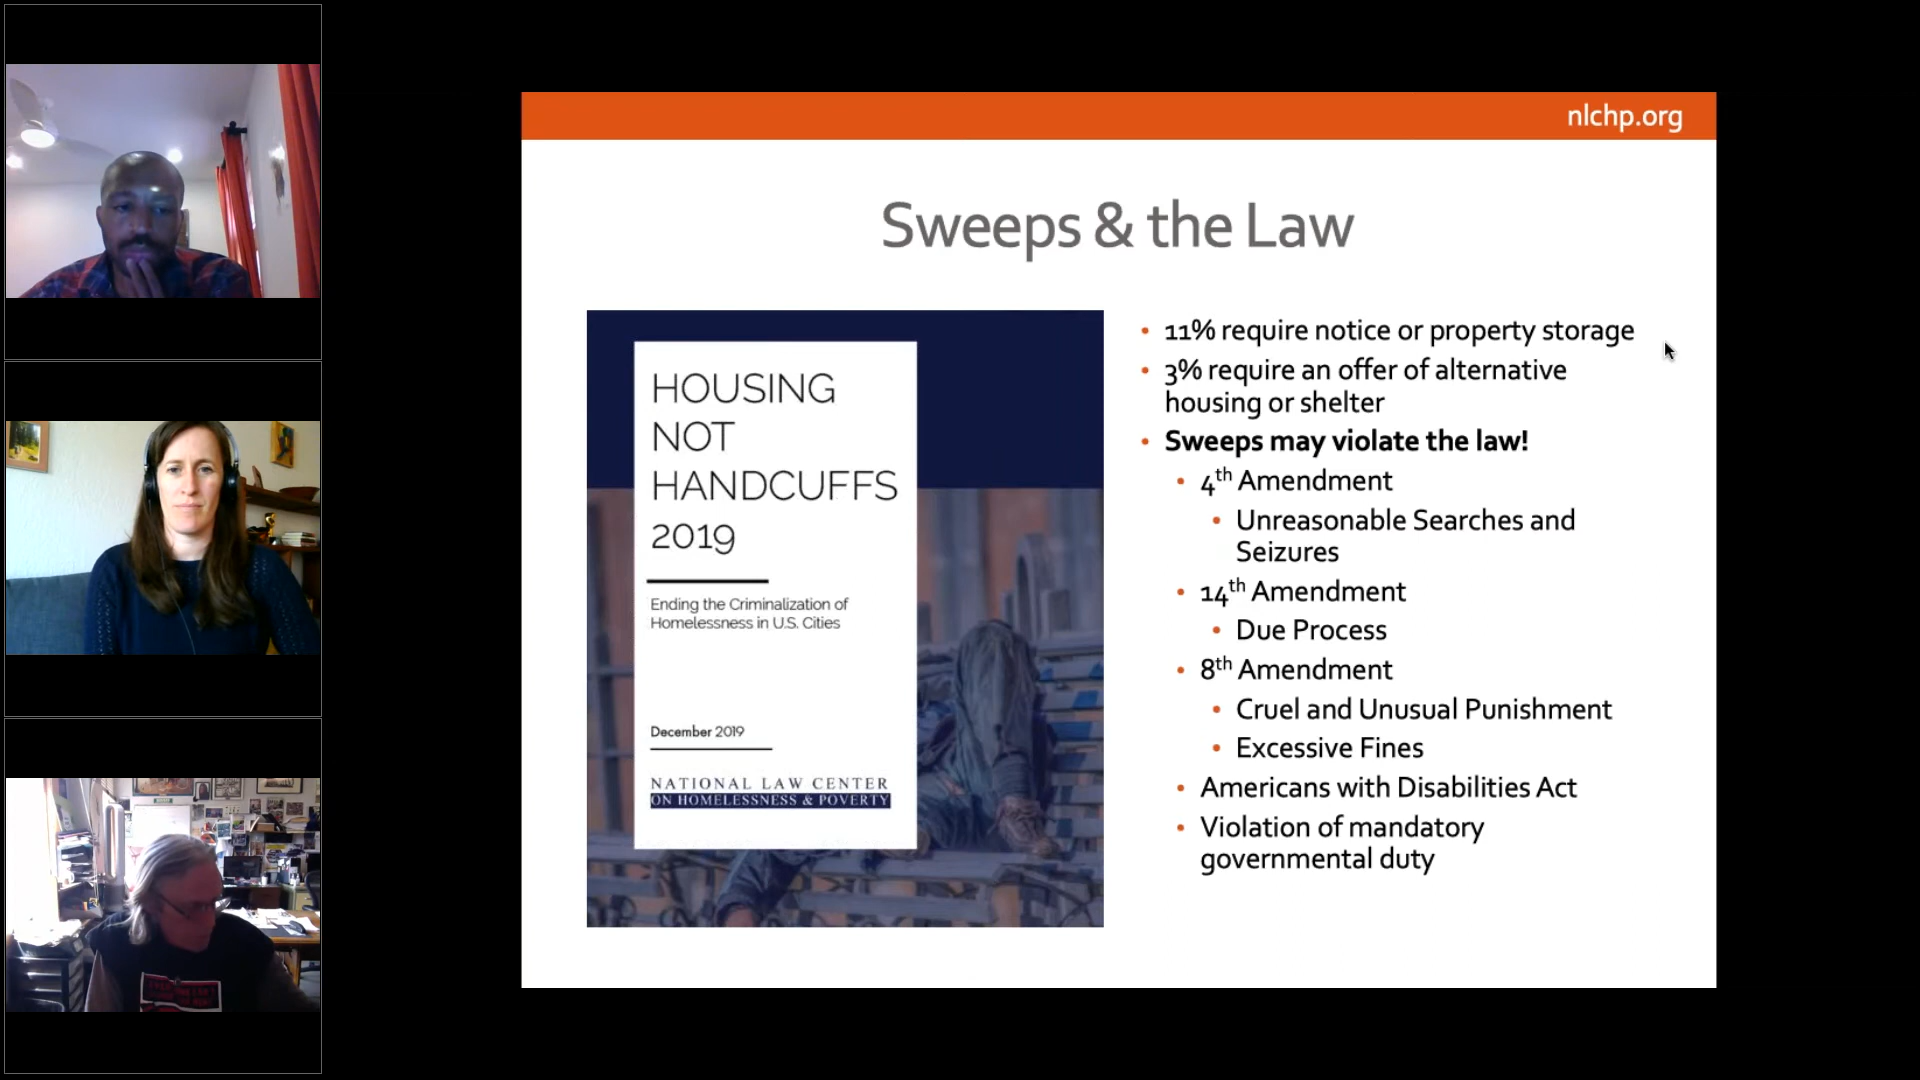 nlchp.org
Sweeps & the Law
HOUSING
NOT
HANDCUFFS
2019
Ending the Criminalization of
Homelessness in U.S. Cities
December 2019
NATIONAL LAW CENTER
ON HOMELESSNESS & POVERTY
• 11% require notice or property storage
• 3% require an offer of alternative
housing or shelter
• Sweeps may violate the law!
• 4th Amendment
• Unreasonable Searches and
Seizures
• 14th Amendment
• Due Process
• 8th Amendment
• Cruel and Unusual Punishment
• Excessive Fines
• Americans with Disabilities Act
• Violation of mandatory
governmental duty